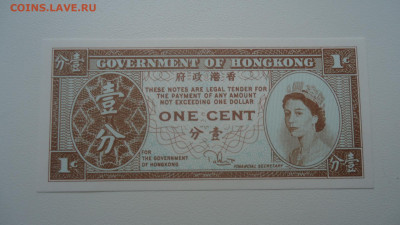 COINS.LAVE.RU
分壹 GOVERNMENT OF HONGKONG 1¢
府政港香
THESE NOTES ARE LEGAL TENDER FOR
THE PAYMENT OF ANY AMOUNT
NOT EXCEEDING ONE DOLLAR
壹分
ONE CENT
分壹
FOR
THE GOVERNMENT
OF HONGKONG
FINANCIAL SECRETARY
1¢ 分壹